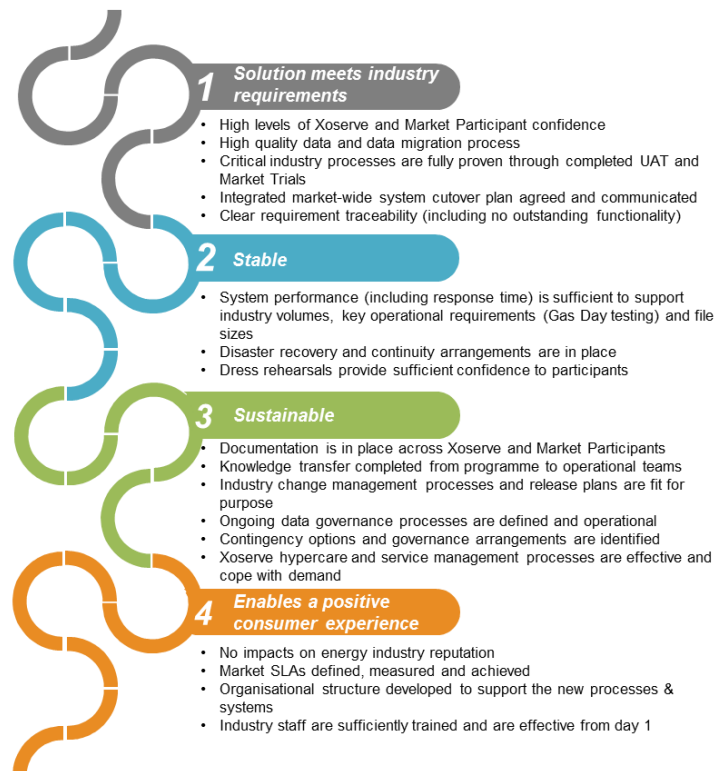 1
Solution meets industry
requirements
• High levels of Xoserve and Market Participant confidence
• High quality data and data migration process
• Critical industry processes are fully proven through completed UAT and
Market Trials
• Integrated market-wide system cutover plan agreed and communicated
• Clear requirement traceability (including no outstanding functionality)
2
Stable
• System performance (including response time) is sufficient to support
industry volumes, key operational requirements (Gas Day testing) and file
sizes
• Disaster recovery and continuity arrangements are in place
• Dress rehearsals provide sufficient confidence to participants
3
Sustainable
• Documentation is in place across Xoserve and Market Participants
• Knowledge transfer completed from programme to operational teams
• Industry change management processes and release plans are fit for
purpose
• Ongoing data governance processes are defined and operational
• Contingency options and governance arrangements are identified
• Xoserve hypercare and service management processes are effective and
cope with demand
4
Enables a positive
consumer experience
• No impacts on energy industry reputation
• Market SLAs defined, measured and achieved
• Organisational structure developed to support the new processes &
systems
• Industry staff are sufficiently trained and are effective from day 1